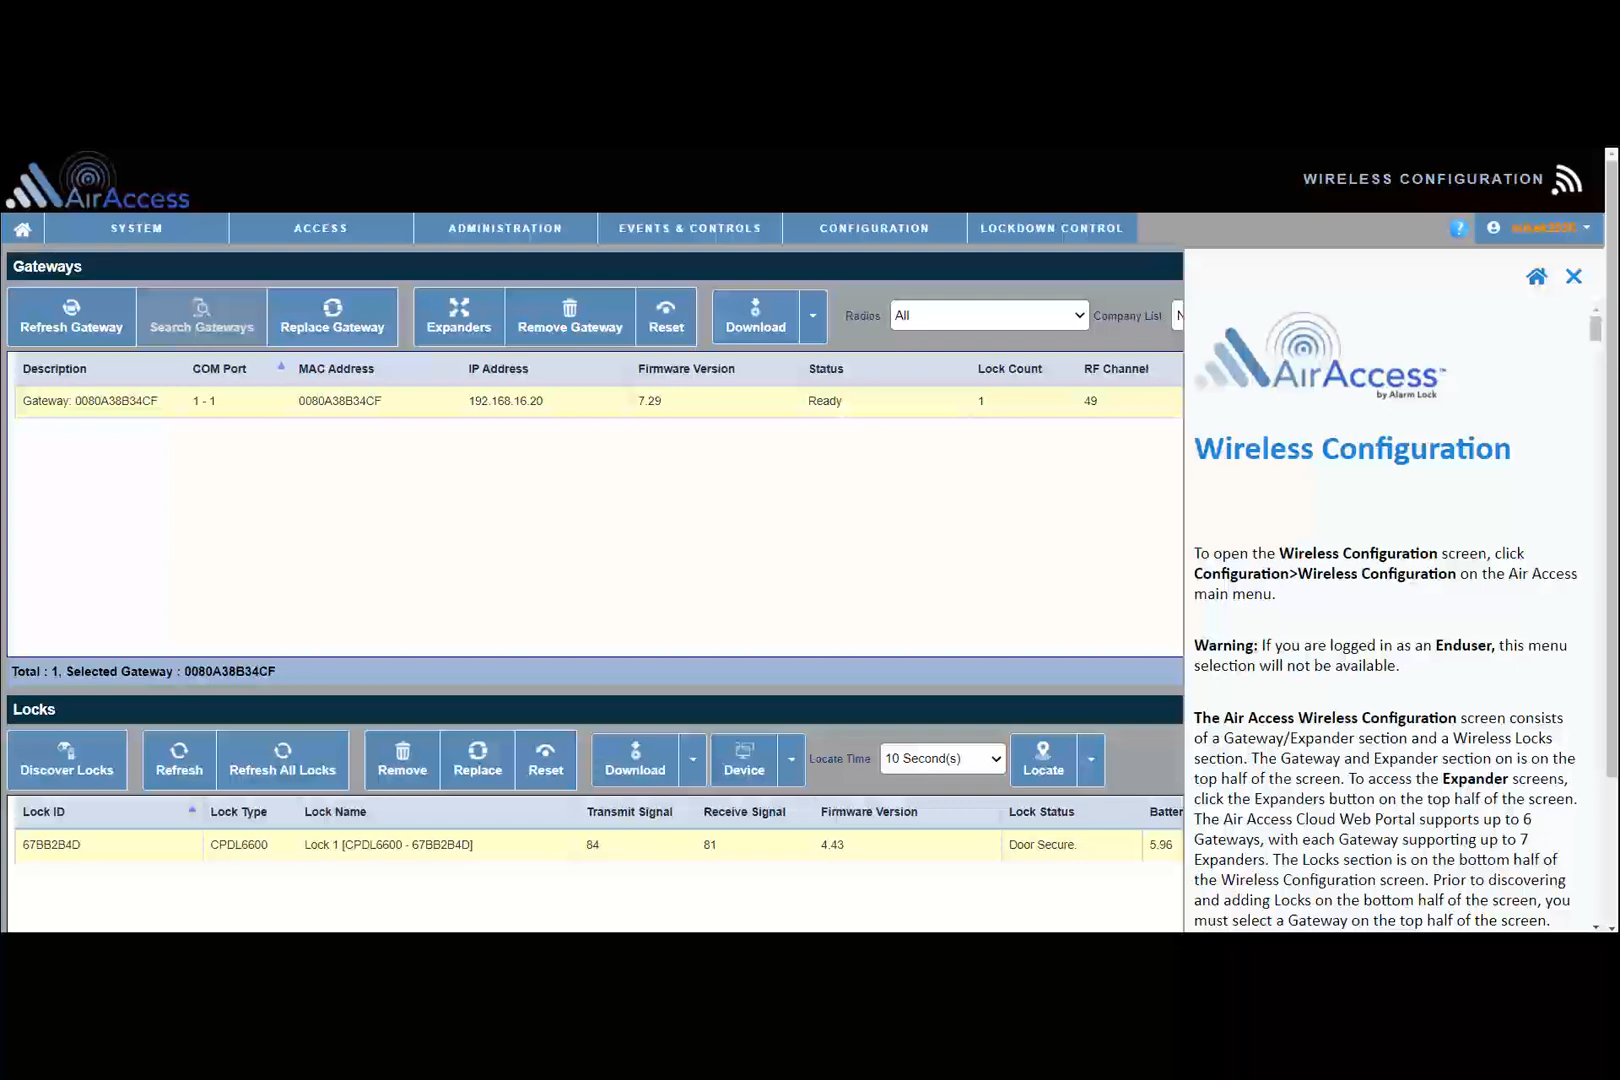 AirAccess
WIRELESS CONFIGURATION
SYSTEM ACCESS ADMINISTRATION EVENTS & CONTROLS CONFIGURATION LOCKDOWN CONTROL ?
Gateways
Refresh Gateway Search Gateways Replace Gateway Expanders Remove Gateway Reset Download Radios All Company List N
Description COM Port MAC Address IP Address Firmware Version Status Lock Count RF Channel
Gateway: 0080A38B34CF 1 - 1 0080A38B34CF 192.168.16.20 7.29 Ready 1 49
Total : 1, Selected Gateway : 0080A38B34CF
Locks
Discover Locks Refresh Refresh All Locks Remove Replace Reset Download Device Locate Time 10 Second(s) Locate
Lock ID Lock Type Lock Name Transmit Signal Receive Signal Firmware Version Lock Status Batter
67BB2B4D CPDL6600 Lock 1 [CPDL6600 - 67BB2B4D] 84 81 4.43 Door Secure. 5.96
AirAccess™
by Alarm Lock
Wireless Configuration
To open the Wireless Configuration screen, click
Configuration>Wireless Configuration on the Air Access
main menu.
Warning: If you are logged in as an Enduser, this menu
selection will not be available.
The Air Access Wireless Configuration screen consists
of a Gateway/Expander section and a Wireless Locks
section. The Gateway and Expander section on is on the
top half of the screen. To access the Expander screens,
click the Expanders button on the top half of the screen.
The Air Access Cloud Web Portal supports up to 6
Gateways, with each Gateway supporting up to 7
Expanders. The Locks section is on the bottom half of
the Wireless Configuration screen. Prior to discovering
and adding Locks on the bottom half of the screen, you
must select a Gateway on the top half of the screen.